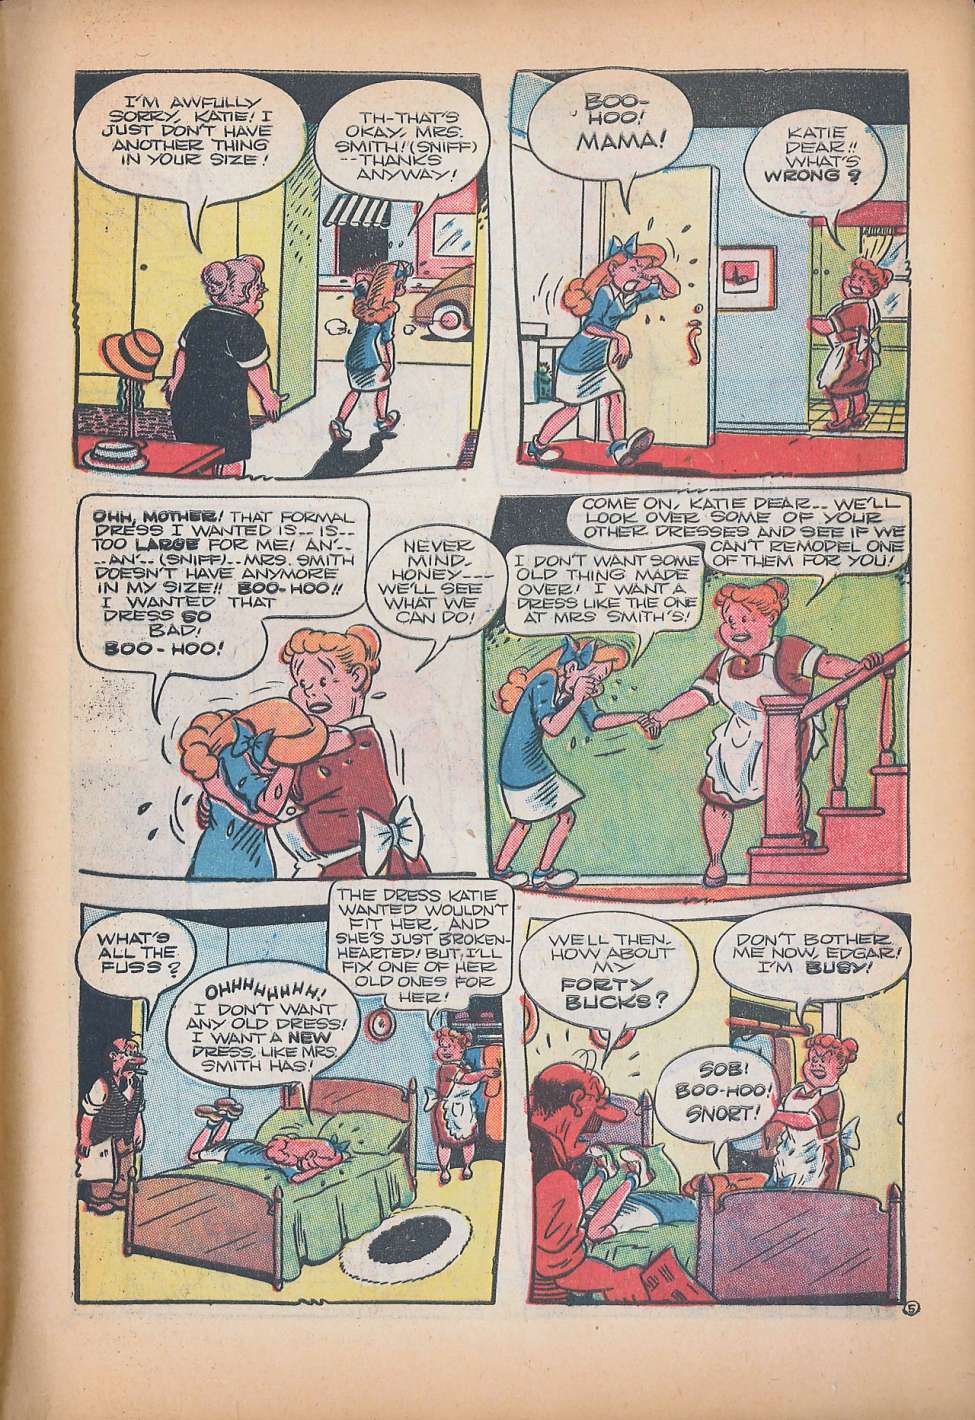 I'M AWFULLY
SORRY, KATIE! I
JUST DON'T HAVE
ANOTHER THING
IN YOUR SIZE!
TH-THAT'S
OKAY, MRS.
SMITH! (SNIFF)
--THANKS
ANYWAY!
BOO-
HOO!
MAMA!
KATIE
DEAR!!
WHAT'S
WRONG?
OHH, MOTHER! THAT FORMAL
DRESS I WANTED IS-- IS--
TOO LARGE FOR ME! AN'--
--AN'-- (SNIFF)--MRS. SMITH
DOESN'T HAVE ANYMORE
IN MY SIZE!! BOO-HOO!!
I WANTED THAT
DRESS SO
BAD!
BOO-HOO!
NEVER
MIND,
HONEY---
WE'LL SEE
WHAT WE
CAN DO!
COME ON, KATIE DEAR-- WE'LL
LOOK OVER SOME OF YOUR
OTHER DRESSES AND SEE IF WE
CAN'T REMODEL ONE
OF THEM FOR YOU!
I DON'T WANT SOME
OLD THING MADE
OVER! I WANT A
DRESS LIKE THE ONE
AT MRS SMITH'S!
WHAT'S
ALL THE
FUSS?
OHHHHHHHH!
I DON'T WANT
ANY OLD DRESS!
I WANT A NEW
DRESS, LIKE MRS.
SMITH HAS!
THE DRESS KATIE
WANTED WOULDN'T
FIT HER, AND
SHE'S JUST BROKEN-
HEARTED! BUT, I'LL
FIX ONE OF HER
OLD ONES FOR
HER!
WELL THEN,
HOW ABOUT
MY
FORTY
BUCKS?
DON'T BOTHER
ME NOW, EDGAR!
I'M BUSY!
SOB!
BOO-HOO!
SNORT!
5